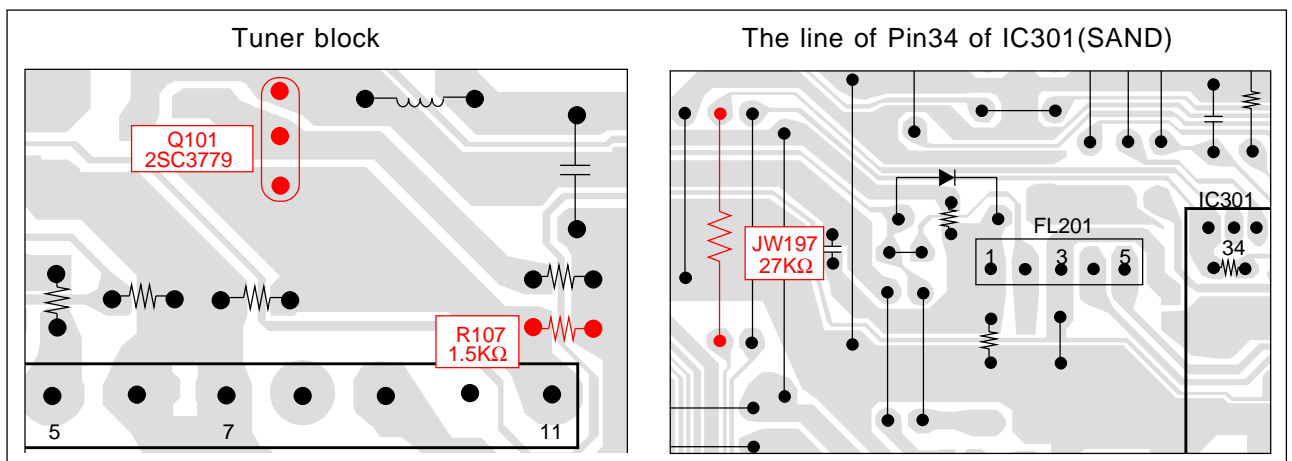 Tuner block
Q101
2SC3779
R107
1.5KΩ
5 7 11
The line of Pin34 of IC301(SAND)
JW197
27KΩ
FL201
1 3 5
IC301
34